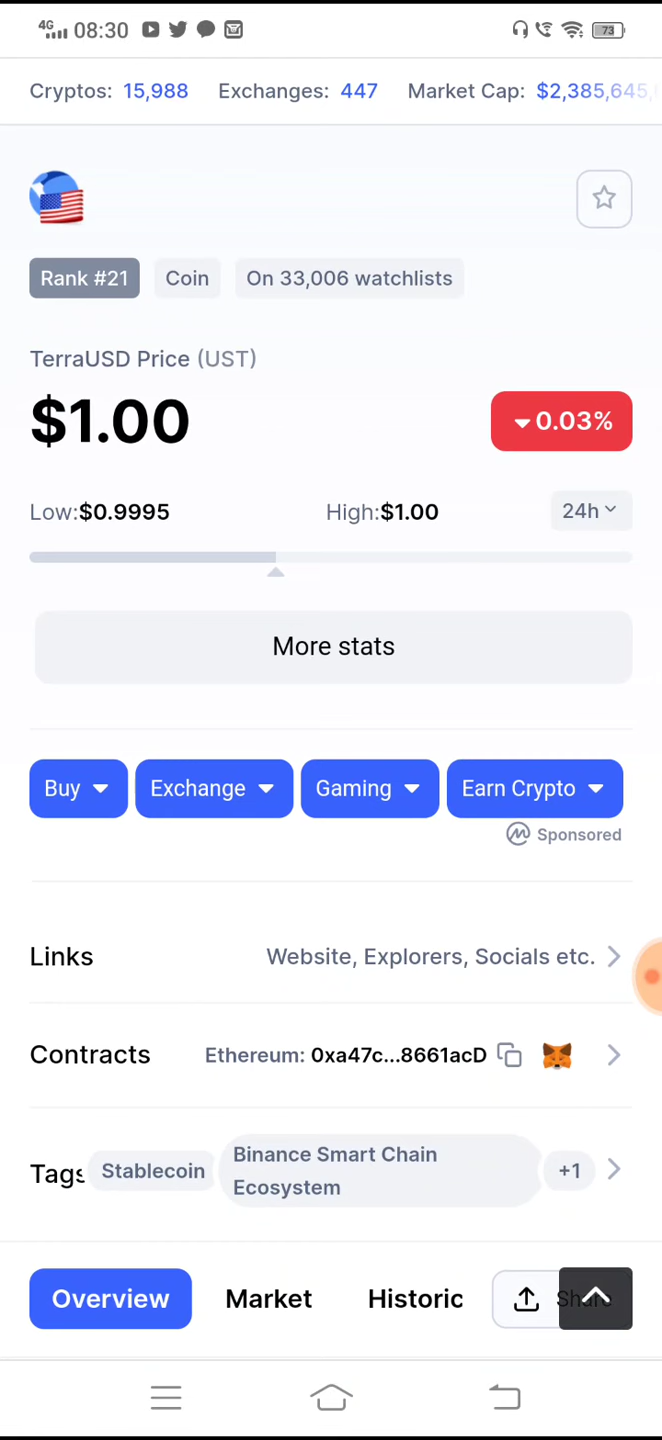 4G 08:30 73
Cryptos: 15,988 Exchanges: 447 Market Cap: $2,385,645,
Rank #21 Coin On 33,006 watchlists
TerraUSD Price (UST)
$1.00 0.03%
Low:$0.9995 High:$1.00 24h
More stats
Buy Exchange Gaming Earn Crypto
Sponsored
Links Website, Explorers, Socials etc.
Contracts Ethereum: 0xa47c...8661acD
Tags Stablecoin Binance Smart Chain
Ecosystem +1
Overview Market Historic Share